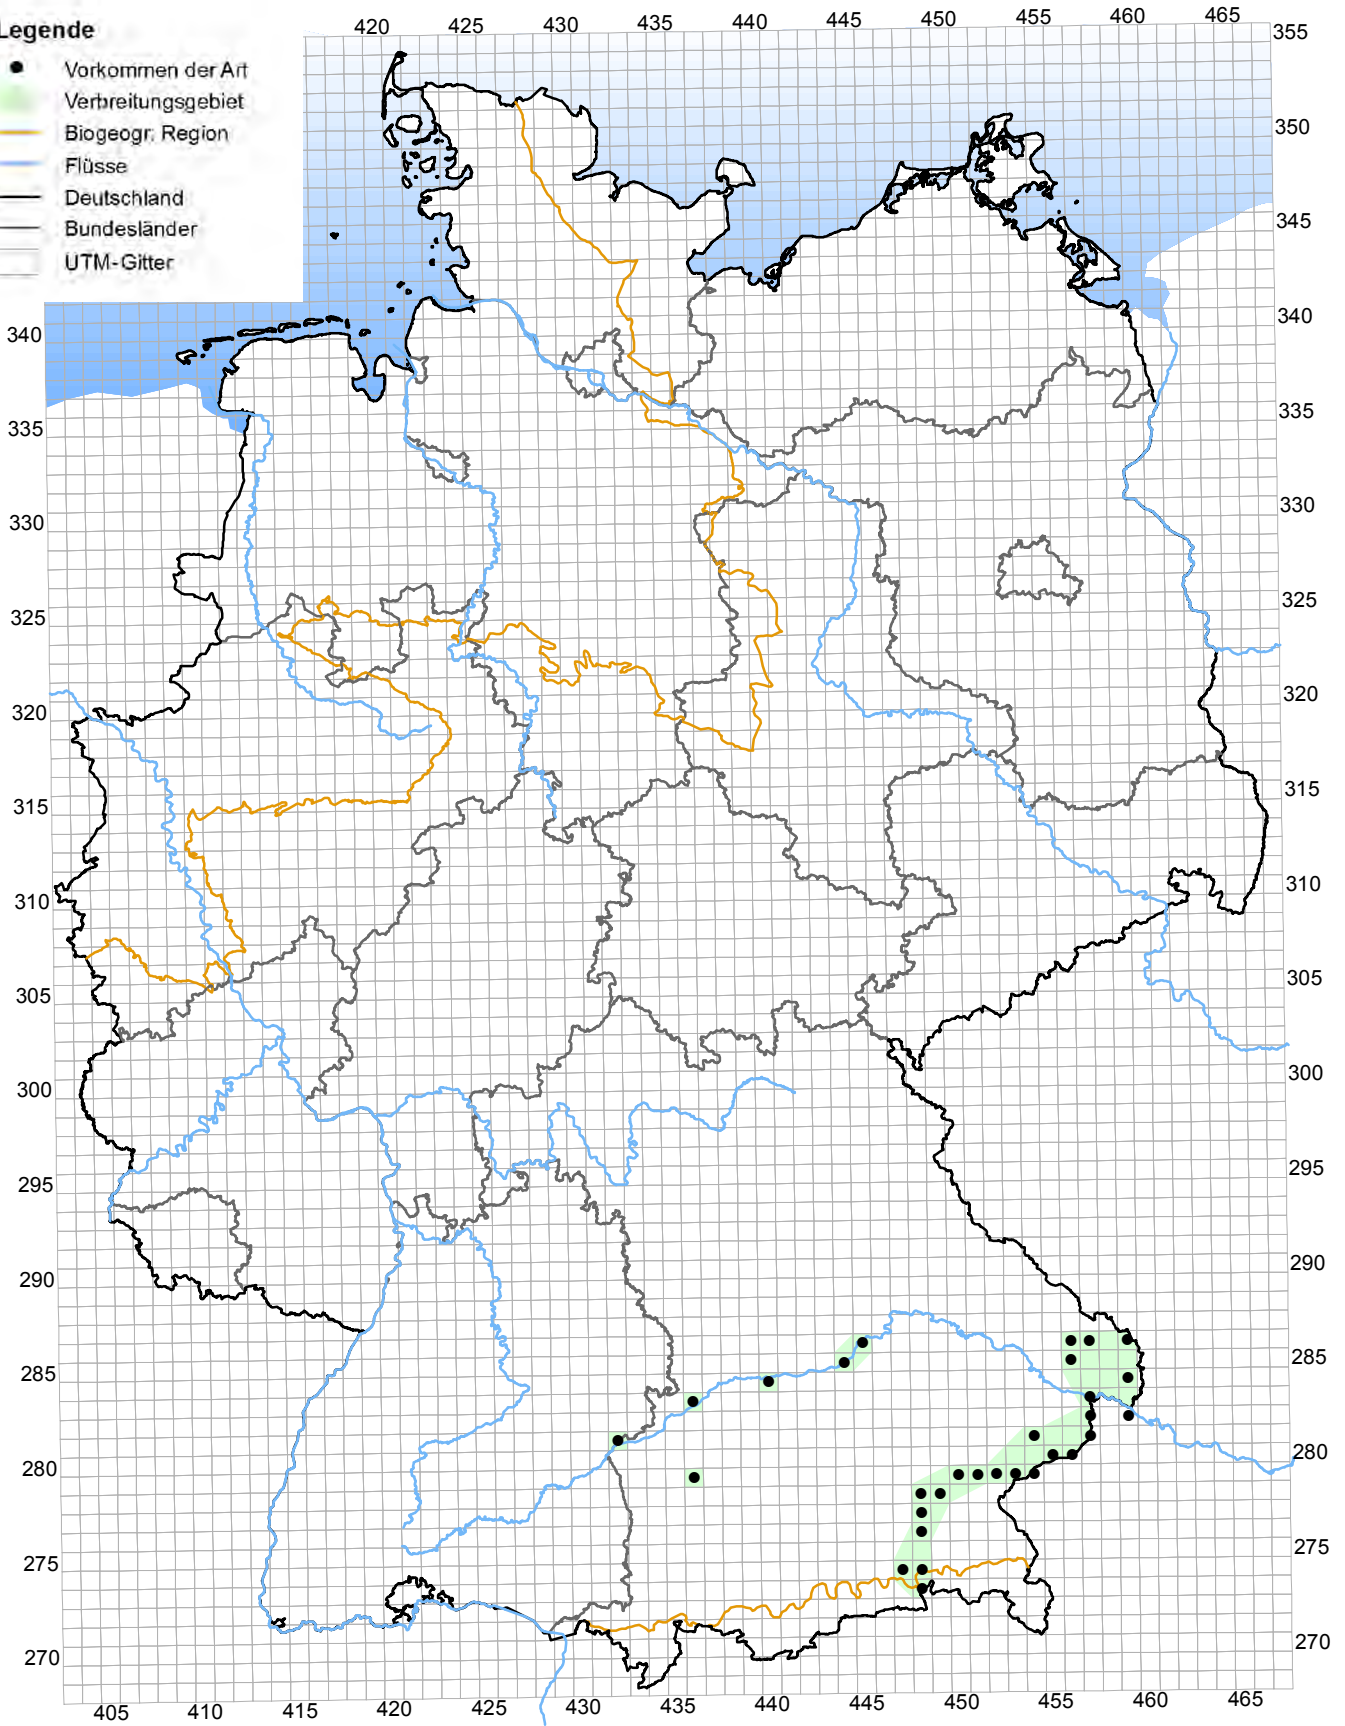 Legende
Vorkommen der Art
Verbreitungsgebiet
Biogeogr. Region
Flüsse
Deutschland
Bundesländer
UTM-Gitter
420 425 430 435 440 445 450 455 460 465
355
350
345
340 340
335 335
330 330
325 325
320 320
315 315
310 310
305 305
300 300
295 295
290 290
285 285
280 280
275 275
270 270
405 410 415 420 425 430 435 440 445 450 455 460 465